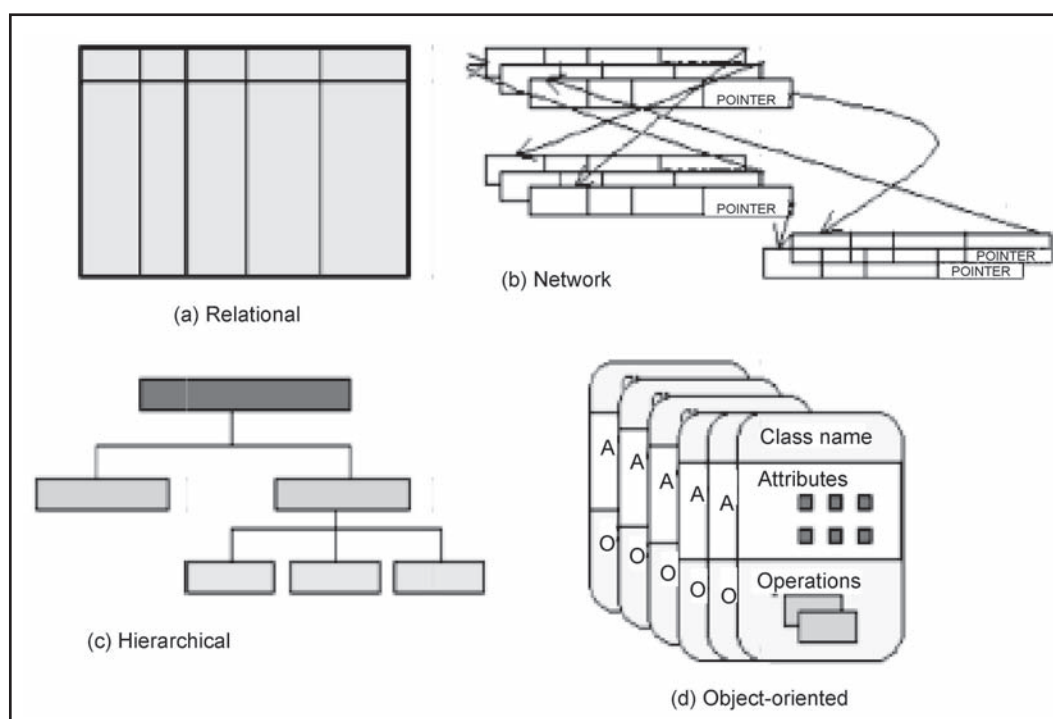 POINTER
POINTER
POINTER
POINTER
(b) Network
(a) Relational
Class name
A A A A A Attributes
O O O O O Operations
(c) Hierarchical
(d) Object-oriented